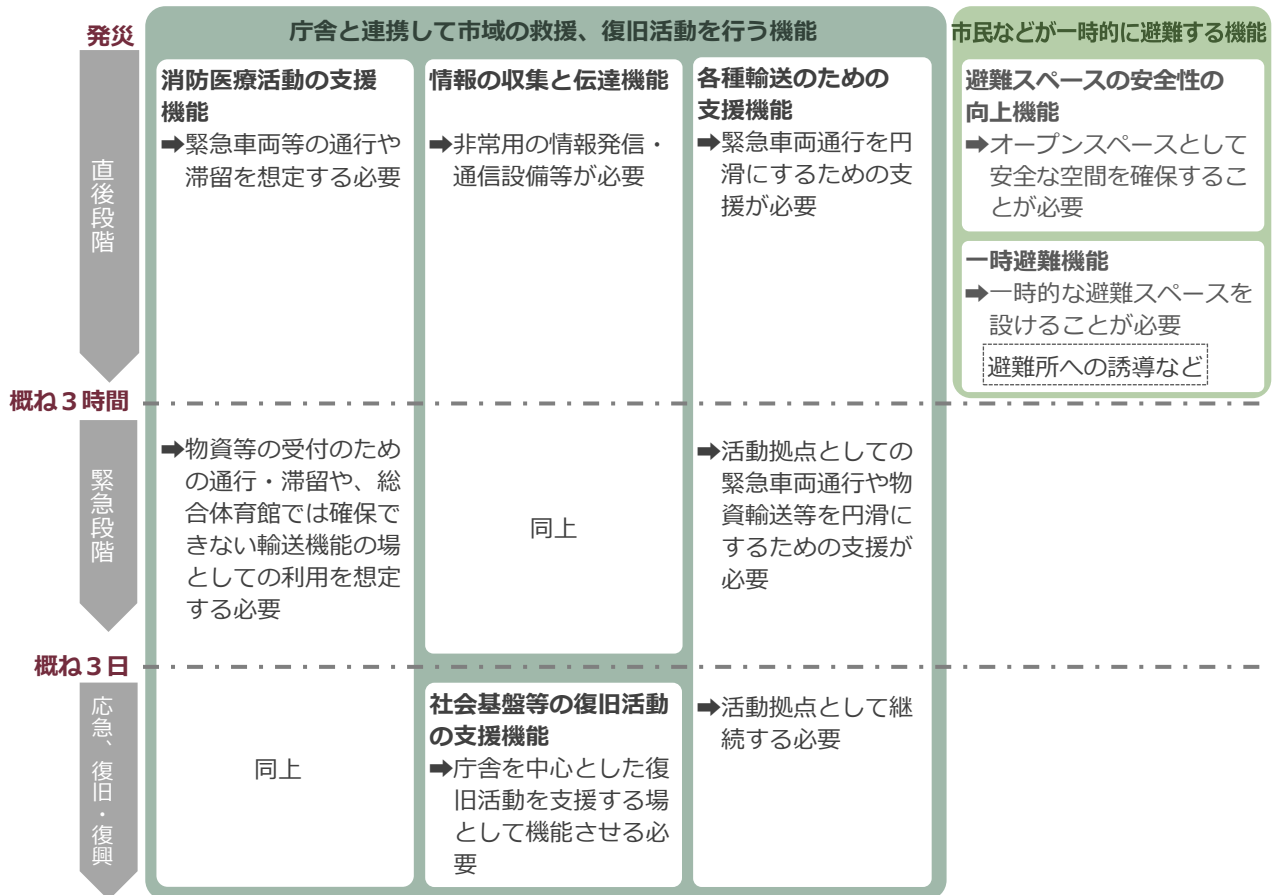 発災
庁舎と連携して市域の救援、復旧活動を行う機能
市民などが一時的に避難する機能
直後段階
消防医療活動の支援
機能
➡緊急車両等の通行や
滞留を想定する必要
情報の収集と伝達機能
➡非常用の情報発信・
通信設備等が必要
各種輸送のための
支援機能
➡緊急車両通行を円
滑にするための支
援が必要
避難スペースの安全性の
向上機能
➡オープンスペースとして
安全な空間を確保するこ
とが必要
一時避難機能
➡一時的な避難スペースを
設けることが必要
避難所への誘導など
概ね３時間
緊急段階
➡物資等の受付のため
の通行・滞留や、総
合体育館では確保で
きない輸送機能の場
としての利用を想定
する必要
同上
➡活動拠点としての
緊急車両通行や物
資輸送等を円滑に
するための支援が
必要
概ね３日
応急、復旧・復興
同上
社会基盤等の復旧活動
の支援機能
➡庁舎を中心とした復
旧活動を支援する場
として機能させる必
要
➡活動拠点として継
続する必要